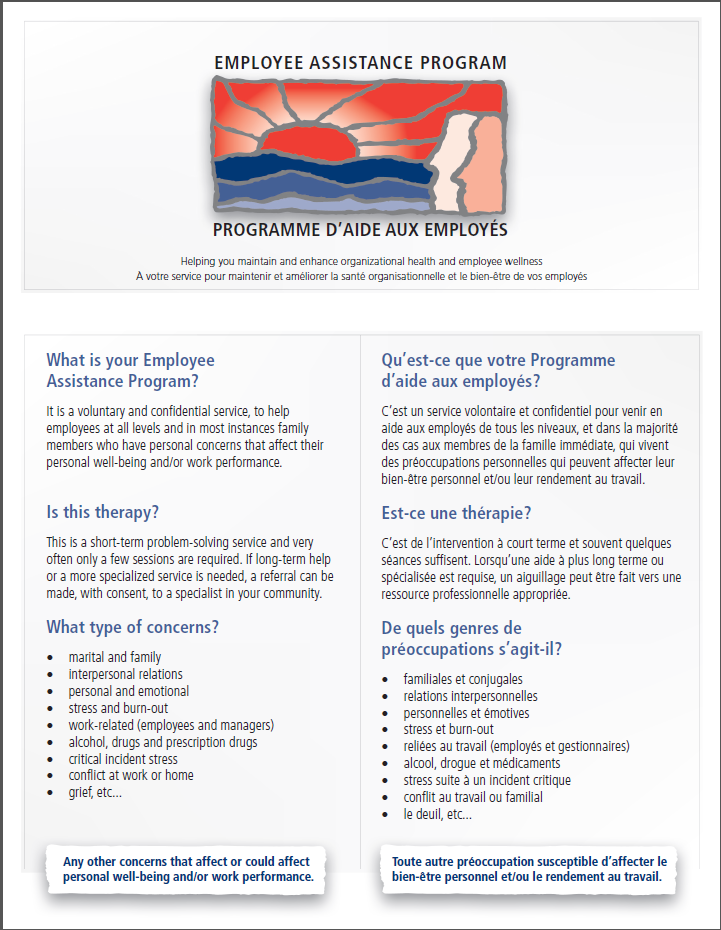 EMPLOYEE ASSISTANCE PROGRAM
PROGRAMME D'AIDE AUX EMPLOYÉS
Helping you maintain and enhance organizational health and employee wellness
À votre service pour maintenir et améliorer la santé organisationnelle et le bien-être de vos employés
What is your Employee
Assistance Program?
It is a voluntary and confidential service, to help
employees at all levels and in most instances family
members who have personal concerns that affect their
personal well-being and/or work performance.
Is this therapy?
This is a short-term problem-solving service and very
often only a few sessions are required. If long-term help
or a more specialized service is needed, a referral can be
made, with consent, to a specialist in your community.
What type of concerns?
• marital and family
• interpersonal relations
• personal and emotional
• stress and burn-out
• work-related (employees and managers)
• alcohol, drugs and prescription drugs
• critical incident stress
• conflict at work or home
• grief, etc...
Any other concerns that affect or could affect
personal well-being and/or work performance.
Qu'est-ce que votre Programme
d'aide aux employés?
C'est un service volontaire et confidentiel pour venir en
aide aux employés de tous les niveaux, et dans la majorité
des cas aux membres de la famille immédiate, qui vivent
des préoccupations personnelles qui peuvent affecter leur
bien-être personnel et/ou leur rendement au travail.
Est-ce une thérapie?
C'est de l'intervention à court terme et souvent quelques
séances suffisent. Lorsqu'une aide à plus long terme ou
spécialisée est requise, un aiguillage peut être fait vers une
ressource professionnelle appropriée.
De quels genres de
préoccupations s'agit-il?
• familiales et conjugales
• relations interpersonnelles
• personnelles et émotives
• stress et burn-out
• reliées au travail (employés et gestionnaires)
• alcool, drogue et médicaments
• stress suite à un incident critique
• conflit au travail ou familial
• le deuil, etc...
Toute autre préoccupation susceptible d'affecter le
bien-être personnel et/ou le rendement au travail.